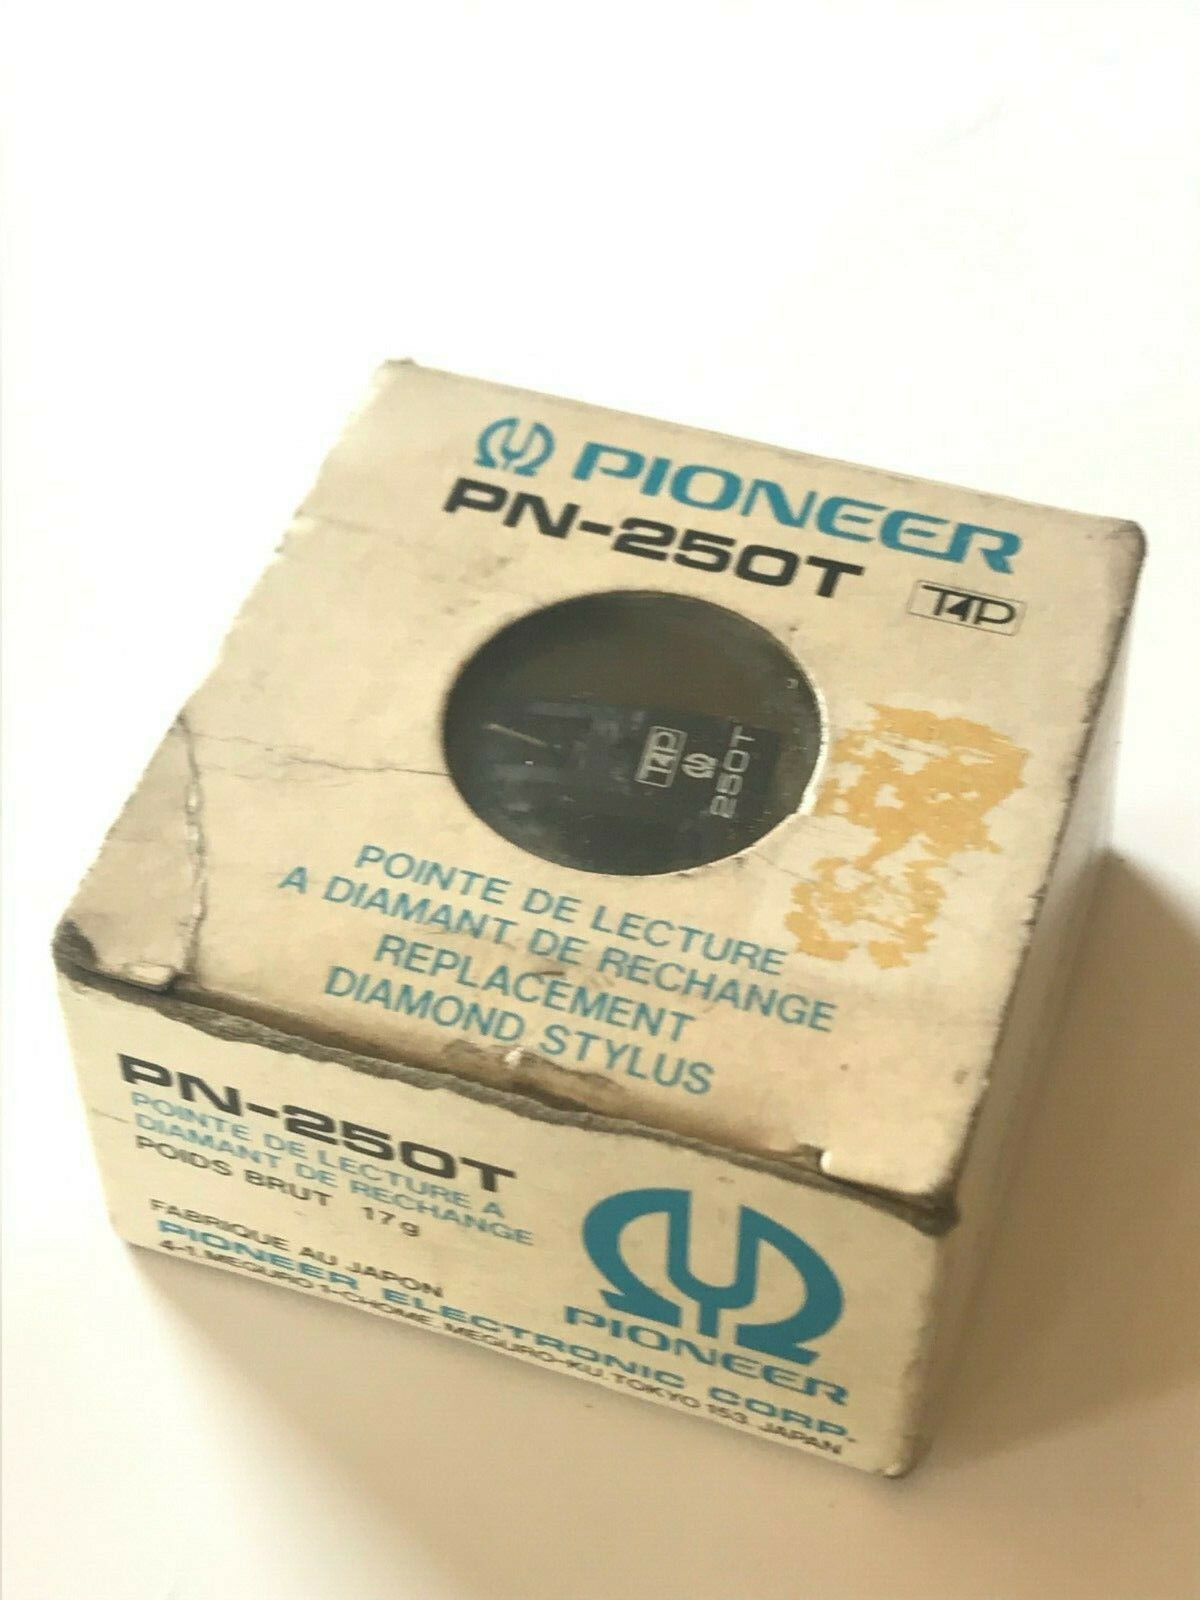 PIONEER
PN-250T
T4P
T4P
250T
POINTE DE LECTURE
A DIAMANT DE RECHANGE
REPLACEMENT
DIAMOND STYLUS
PN-250T
POINTE DE LECTURE A
DIAMANT DE RECHANGE
POIDS BRUT 17g
FABRIQUE AU JAPON
PIONEER ELECTRONIC CORP.
4-1, MEGURO 1-CHOME, MEGURO-KU, TOKYO 153, JAPAN
PIONEER